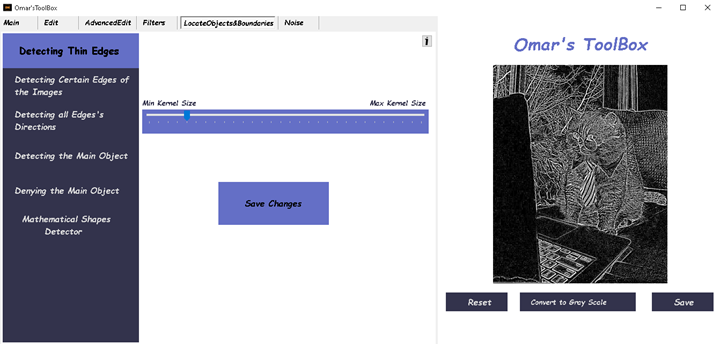 Omar'sToolBox
Main Edit AdvancedEdit Filters LocateObjects&Boundaries Noise
i
Omar's ToolBox
Detecting Thin Edges
Detecting Certain Edges of
the Images
Detecting all Edges's
Directions
Detecting the Main Object
Denying the Main Object
Mathematical Shapes
Detector
Min Kernel Size Max Kernel Size
Save Changes
Reset Convert to Gray Scale Save